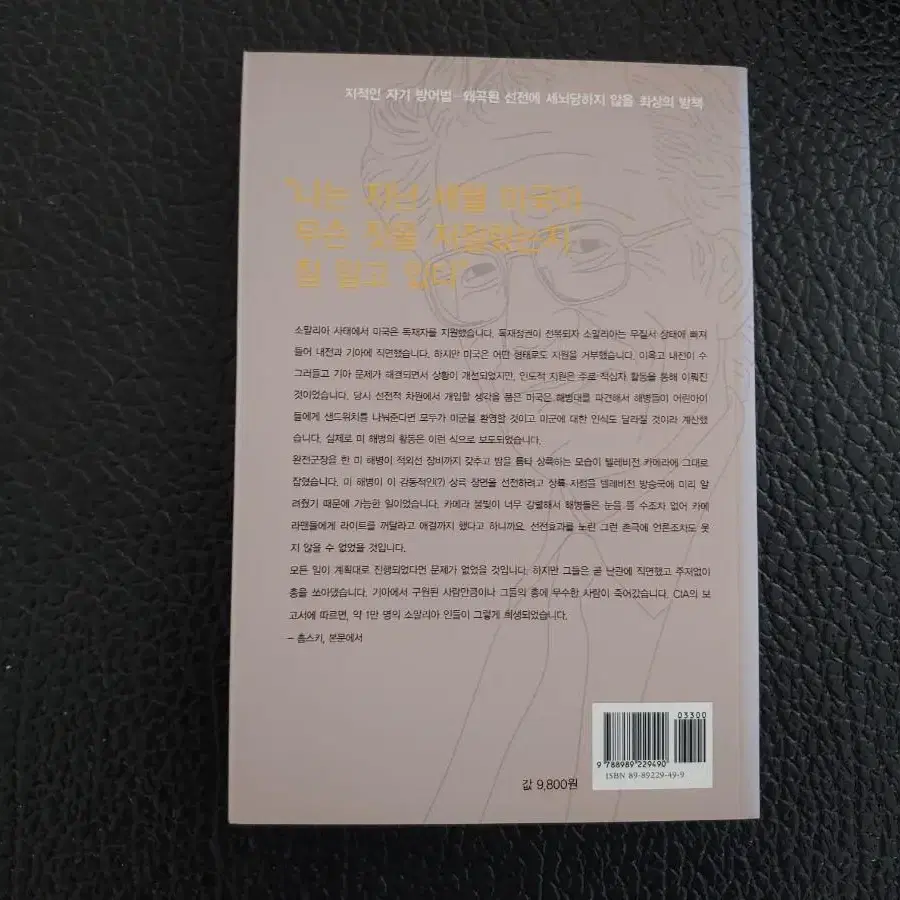 지적인 자기 방어법 - 왜곡된 선전에 세뇌당하지 않을 최상의 방책
"나는 지난 세월 미국이
무슨 짓을 저질렀는지
잘 알고 있다"
소말리아 사태에서 미국은 독재자를 지원했습니다. 독재정권이 전복되자 소말리아는 무질서 상태에 빠져
들어 내전과 기아에 직면했습니다. 하지만 미국은 어떤 형태로도 지원을 거부했습니다. 이윽고 내전이 수
그러들고 기아 문제가 해결되면서 상황이 개선되었지만, 인도적 지원은 주로 적십자 활동을 통해 이뤄진
것이었습니다. 당시 선전적 차원에서 개입할 생각을 품은 미국은 해병대를 파견해서 해병들이 어린아이
들에게 샌드위치를 나눠준다면 모두가 미군을 환영할 것이고 미군에 대한 인식도 달라질 것이라 계산했
습니다. 실제로 미 해병의 활동은 이런 식으로 보도되었습니다.
완전군장을 한 미 해병이 적외선 장비까지 갖추고 밤을 틈타 상륙하는 모습이 텔레비전 카메라에 그대로
잡혔습니다. 미 해병이 이 감동적인(?) 상륙 장면을 선전하려고 상륙 지점을 텔레비전 방송국에 미리 알
려줬기 때문에 가능한 일이었습니다. 카메라 불빛이 너무 강렬해서 해병들은 눈을 뜰 수조차 없어 카메
라맨들에게 라이트를 꺼달라고 애걸까지 했다고 하니까요. 선전효과를 노린 그런 촌극에 언론조차도 웃
지 않을 수 없었을 것입니다.
모든 일이 계획대로 진행되었다면 문제가 없었을 것입니다. 하지만 그들은 곧 난관에 직면했고 주저없이
총을 쏘아댔습니다. 기아에서 구원된 사람만큼이나 그들의 총에 무수한 사람이 죽어갔습니다. CIA의 보
고서에 따르면, 약 1만 명의 소말리아 인들이 그렇게 희생되었습니다.
– 촘스키, 본문에서
03300
9 788989 229490
ISBN 89-89229-49-9
값 9,800원